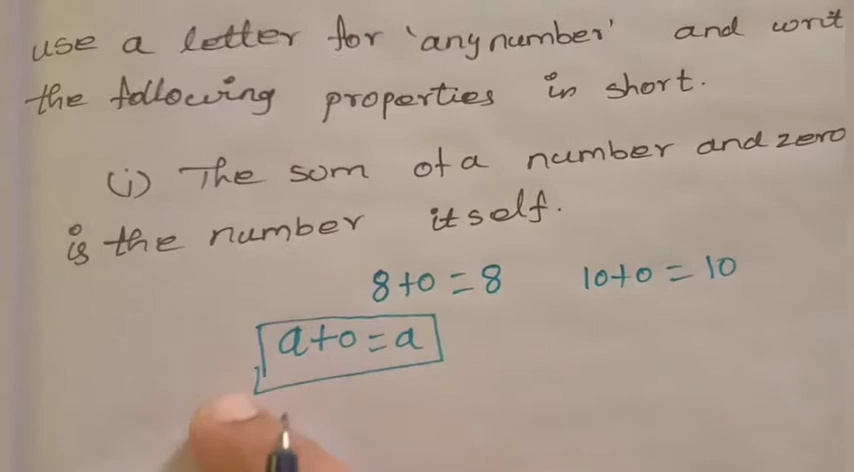 use a letter for 'any number' and writ
the following properties in short.
(i) The sum of a number and zero
is the number itself.
8+0=8 10+0=10
a+0=a